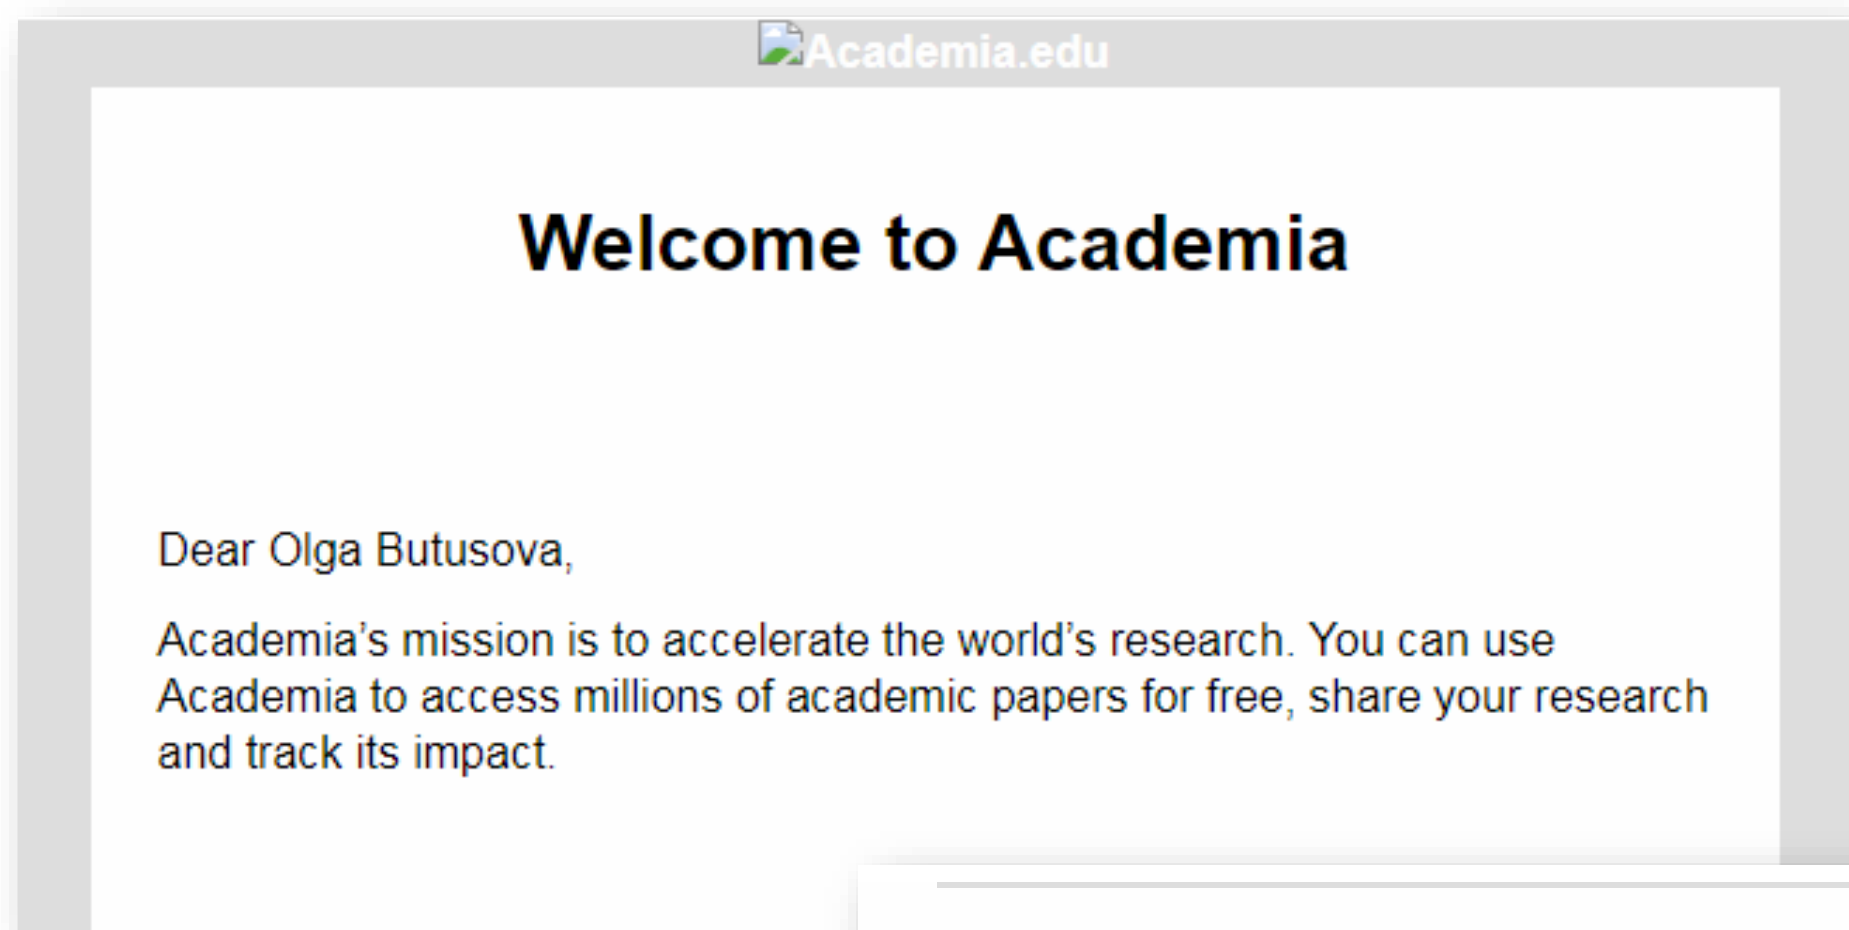 Academia.edu
Welcome to Academia
Dear Olga Butusova,
Academia’s mission is to accelerate the world’s research. You can use
Academia to access millions of academic papers for free, share your research
and track its impact.